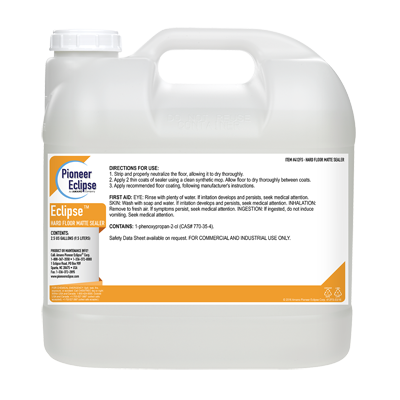 ITEM #412FS - HARD FLOOR MATTE SEALER
Pioneer
Eclipse
Eclipse™
HARD FLOOR MATTE SEALER
CONTENTS:
2.5 US GALLONS (9.5 LITERS)
DIRECTIONS FOR USE:
1. Strip and properly neutralize the floor, allowing it to dry thoroughly.
2. Apply 2 thin coats of sealer using a clean synthetic mop. Allow floor to dry thoroughly between coats.
3. Apply recommended floor coating, following manufacturer's instructions.
FIRST AID: EYE: Rinse with plenty of water. If irritation develops and persists, seek medical attention.
SKIN: Wash with soap and water. If irritation develops and persists, seek medical attention. INHALATION:
Remove to fresh air. If symptoms persist, seek medical attention. INGESTION: If ingested, do not induce
vomiting. Seek medical attention.
CONTAINS: 1-phenoxypropan-2-ol (CAS# 770-35-4).
Safety Data Sheet available on request. FOR COMMERCIAL AND INDUSTRIAL USE ONLY.